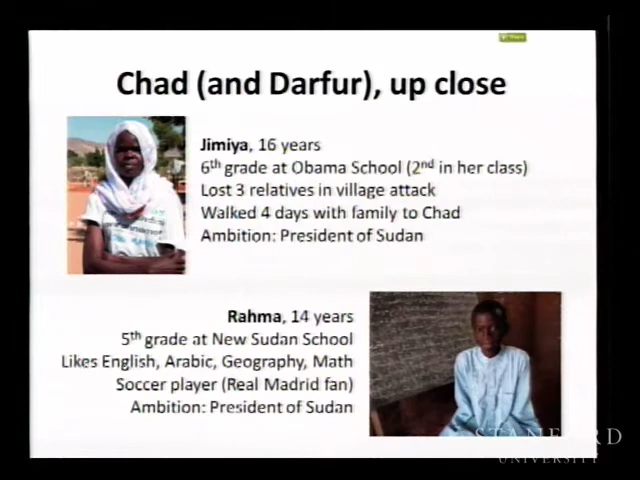 Chad (and Darfur), up close
Jimiya, 16 years
6th grade at Obama School (2nd in her class)
Lost 3 relatives in village attack
Walked 4 days with family to Chad
Ambition: President of Sudan
Rahma, 14 years
5th grade at New Sudan School
Likes English, Arabic, Geography, Math
Soccer player (Real Madrid fan)
Ambition: President of Sudan
STANFORD
UNIVERSITY